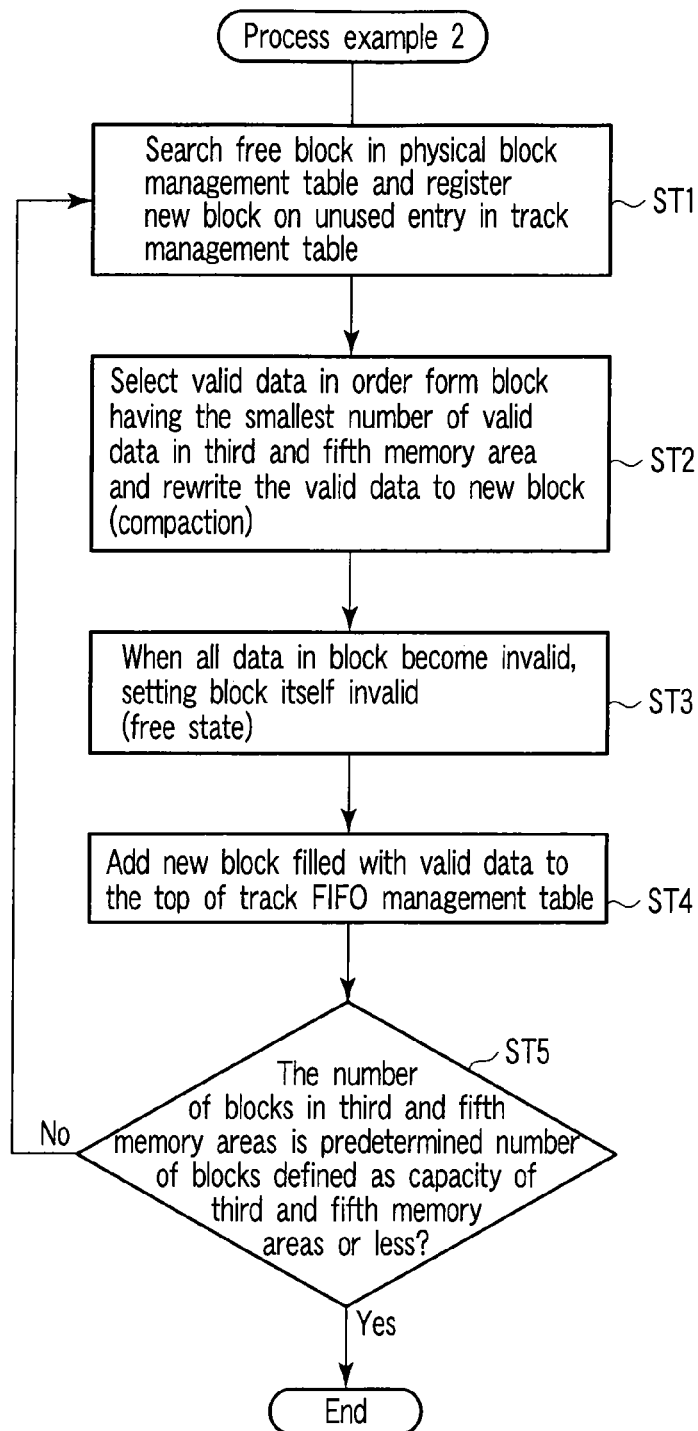 Process example 2
Search free block in physical block
management table and register
new block on unused entry in track
management table
ST1
Select valid data in order form block
having the smallest number of valid
data in third and fifth memory area
and rewrite the valid data to new block
(compaction)
ST2
When all data in block become invalid,
setting block itself invalid
(free state)
ST3
Add new block filled with valid data to
the top of track FIFO management table
ST4
ST5
The number
of blocks in third and fifth
memory areas is predetermined number
of blocks defined as capacity of
third and fifth memory
areas or less?
No
Yes
End